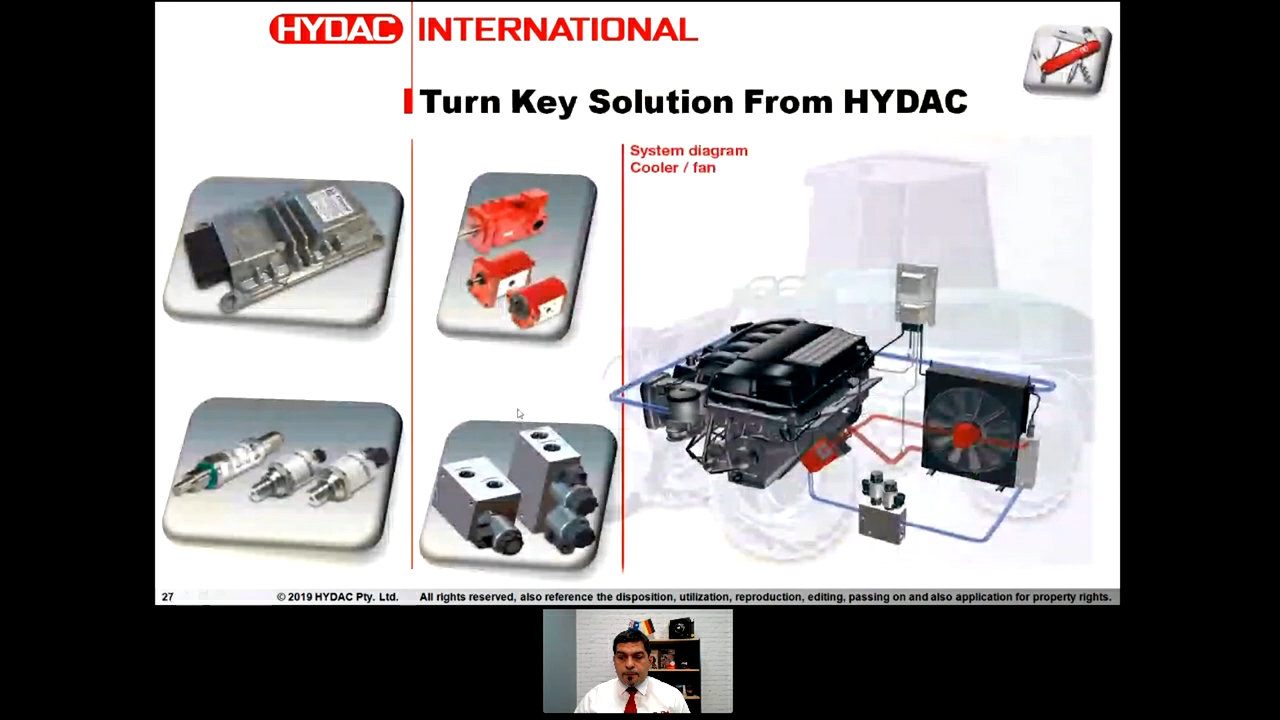 HYDAC INTERNATIONAL
Turn Key Solution From HYDAC
System diagram
Cooler / fan
27 © 2019 HYDAC Pty. Ltd. All rights reserved, also reference the disposition, utilization, reproduction, editing, passing on and also application for property rights.